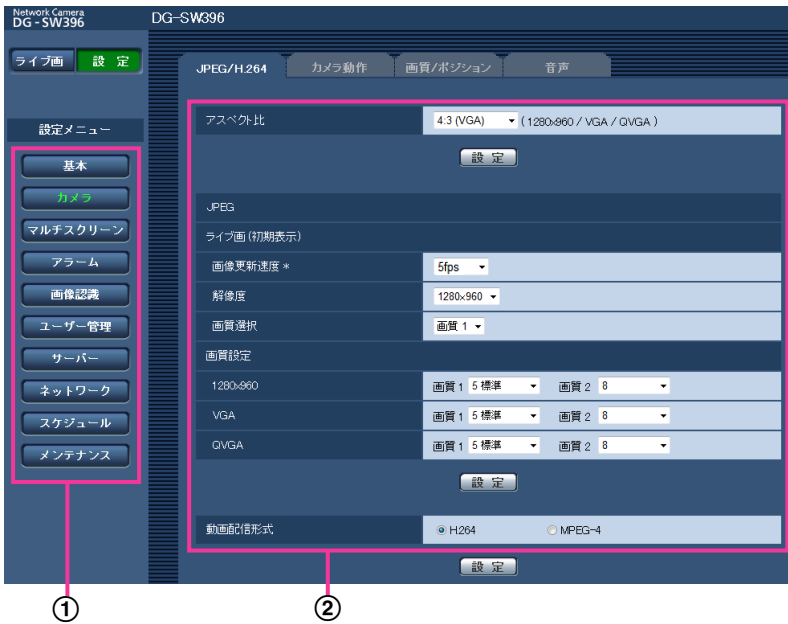 Network Camera
DG-SW396
DG-SW396
ライブ画 設 定
設定メニュー
基本
カメラ
マルチスクリーン
アラーム
画像認識
ユーザー管理
サーバー
ネットワーク
スケジュール
メンテナンス
JPEG/H.264 カメラ動作 画質/ポジション 音声
アスペクト比 4:3 (VGA) (1280x960 / VGA / QVGA )
設 定
JPEG
ライブ画(初期表示)
画像更新速度 * 5fps
解像度 1280×960
画質選択 画質 1
画質設定
1280x960 画質 1 5 標準 画質 2 8
VGA 画質 1 5 標準 画質 2 8
QVGA 画質 1 5 標準 画質 2 8
設 定
動画配信形式 H.264 MPEG-4
設 定
① ②